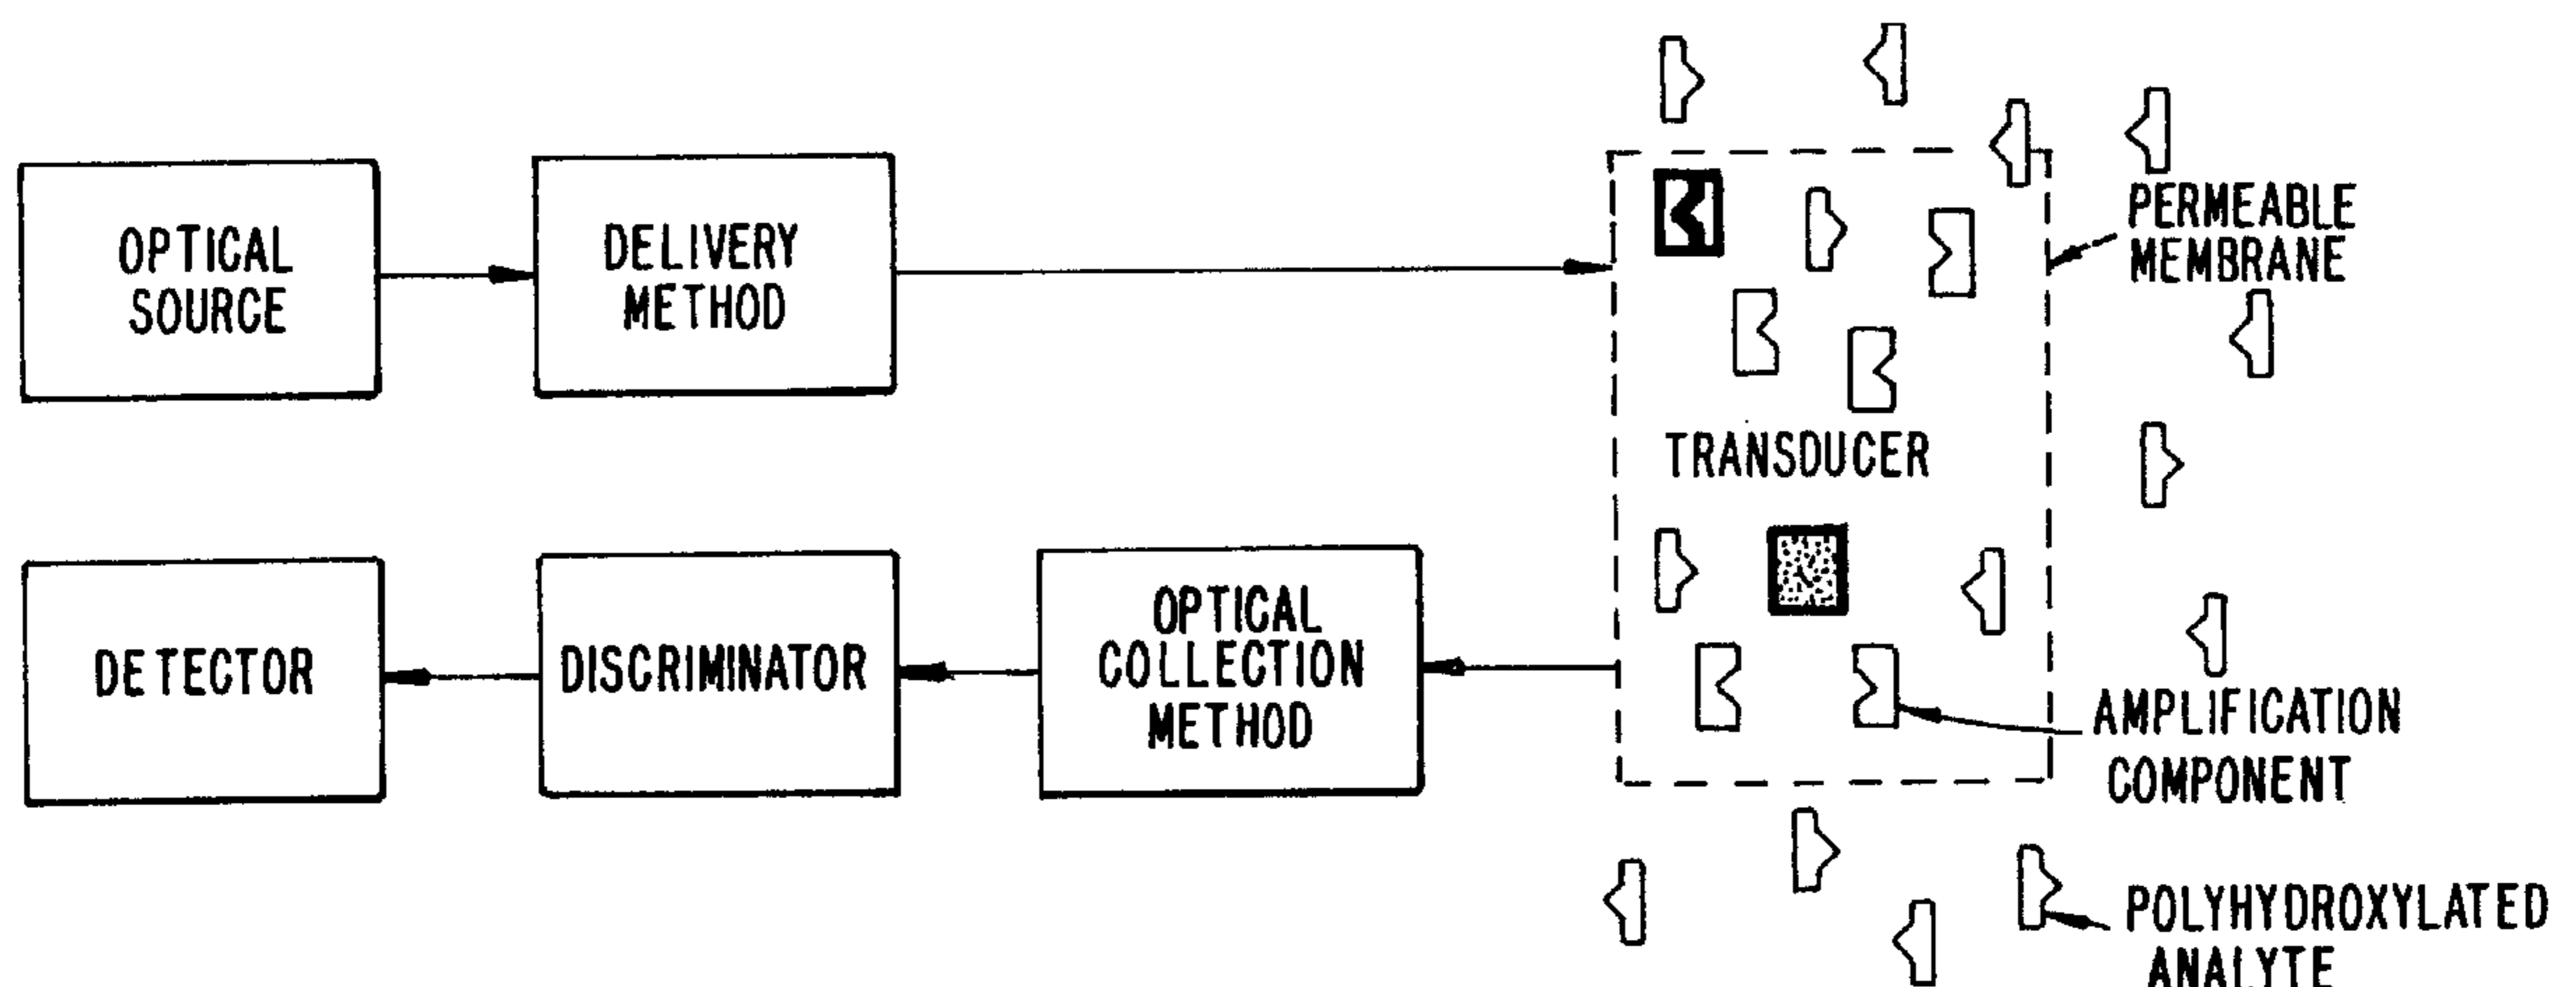 OPTICAL
SOURCE
DELIVERY
METHOD
PERMEABLE
MEMBRANE
TRANSDUCER
DETECTOR
DISCRIMINATOR
OPTICAL
COLLECTION
METHOD
AMPLIFICATION
COMPONENT
POLYHYDROXYLATED
ANALYTE